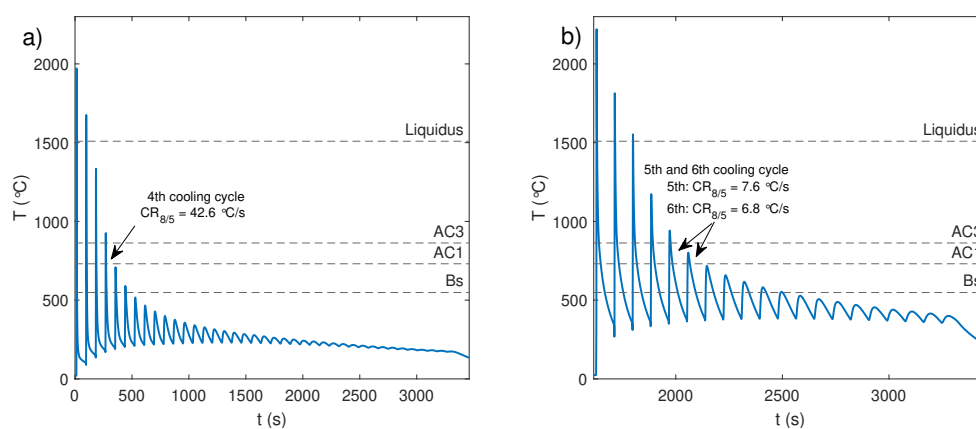 a)
2000
1500
1000
500
0
T (°C)
Liquidus
4th cooling cycle
CR8/5 = 42.6 °C/s
AC3
AC1
Bs
0 500 1000 1500 2000 2500 3000
t (s)
b)
2000
1500
1000
500
0
T (°C)
Liquidus
5th and 6th cooling cycle
5th: CR8/5 = 7.6 °C/s
6th: CR8/5 = 6.8 °C/s
AC3
AC1
Bs
2000 2500 3000
t (s)